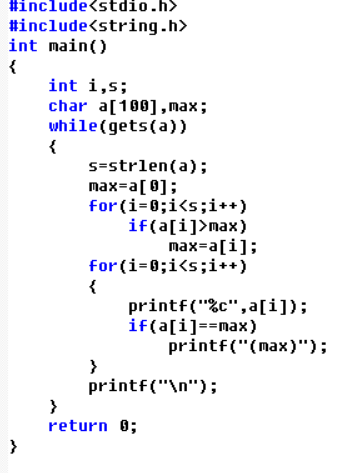 #include<stdio.h>
#include<string.h>
int main()
{
    int i,s;
    char a[100],max;
    while(gets(a))
    {
        s=strlen(a);
        max=a[0];
        for(i=0;i<s;i++)
            if(a[i]>max)
                max=a[i];
        for(i=0;i<s;i++)
        {
            printf("%c",a[i]);
            if(a[i]==max)
                printf("(max)");
        }
        printf("\n");
    }
    return 0;
}